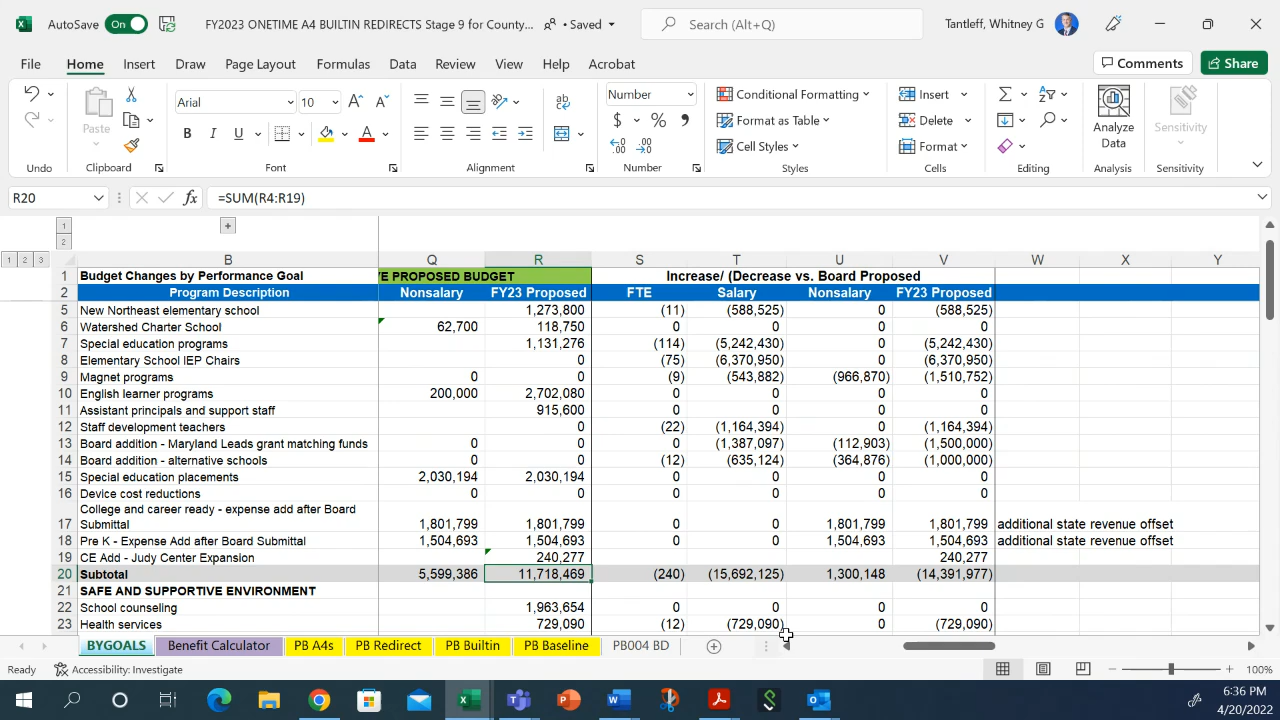 AutoSave On FY2023 ONETIME A4 BUILTIN REDIRECTS Stage 9 for County... • Saved Search (Alt+Q) Tantleff, Whitney G
File Home Insert Draw Page Layout Formulas Data Review View Help Acrobat Comments Share
Arial 10 Number Conditional Formatting Insert
Paste Format as Table Delete Analyze Data Sensitivity
Cell Styles Format
Undo Clipboard Font Alignment Number Styles Cells Editing Analysis Sensitivity
R20 fx =SUM(R4:R19)
1
2
1 2 3 B Q R S T U V W X Y
1 Budget Changes by Performance Goal /E PROPOSED BUDGET Increase/ (Decrease vs. Board Proposed
2 Program Description Nonsalary FY23 Proposed FTE Salary Nonsalary FY23 Proposed
5 New Northeast elementary school 1,273,800 (11) (588,525) 0 (588,525)
6 Watershed Charter School 62,700 118,750 0 0 0 0
7 Special education programs 1,131,276 (114) (5,242,430) 0 (5,242,430)
8 Elementary School IEP Chairs 0 (75) (6,370,950) 0 (6,370,950)
9 Magnet programs 0 0 (9) (543,882) (966,870) (1,510,752)
10 English learner programs 200,000 2,702,080 0 0 0 0
11 Assistant principals and support staff 915,600 0 0 0 0
12 Staff development teachers 0 (22) (1,164,394) 0 (1,164,394)
13 Board addition - Maryland Leads grant matching funds 0 0 0 (1,387,097) (112,903) (1,500,000)
14 Board addition - alternative schools 0 0 (12) (635,124) (364,876) (1,000,000)
15 Special education placements 2,030,194 2,030,194 0 0 0 0
16 Device cost reductions 0 0 0 0 0 0
College and career ready - expense add after Board
17 Submittal 1,801,799 1,801,799 0 0 1,801,799 1,801,799 additional state revenue offset
18 Pre K - Expense Add after Board Submittal 1,504,693 1,504,693 0 0 1,504,693 1,504,693 additional state revenue offset
19 CE Add - Judy Center Expansion 240,277 240,277
20 Subtotal 5,599,386 11,718,469 (240) (15,692,125) 1,300,148 (14,391,977)
21 SAFE AND SUPPORTIVE ENVIRONMENT
22 School counseling 1,963,654 0 0 0 0
23 Health services 729,090 (12) (729,090) 0 (729,090)
BYGOALS Benefit Calculator PB A4s PB Redirect PB Builtin PB Baseline PB004 BD
Ready Accessibility: Investigate 100%
6:36 PM
4/20/2022